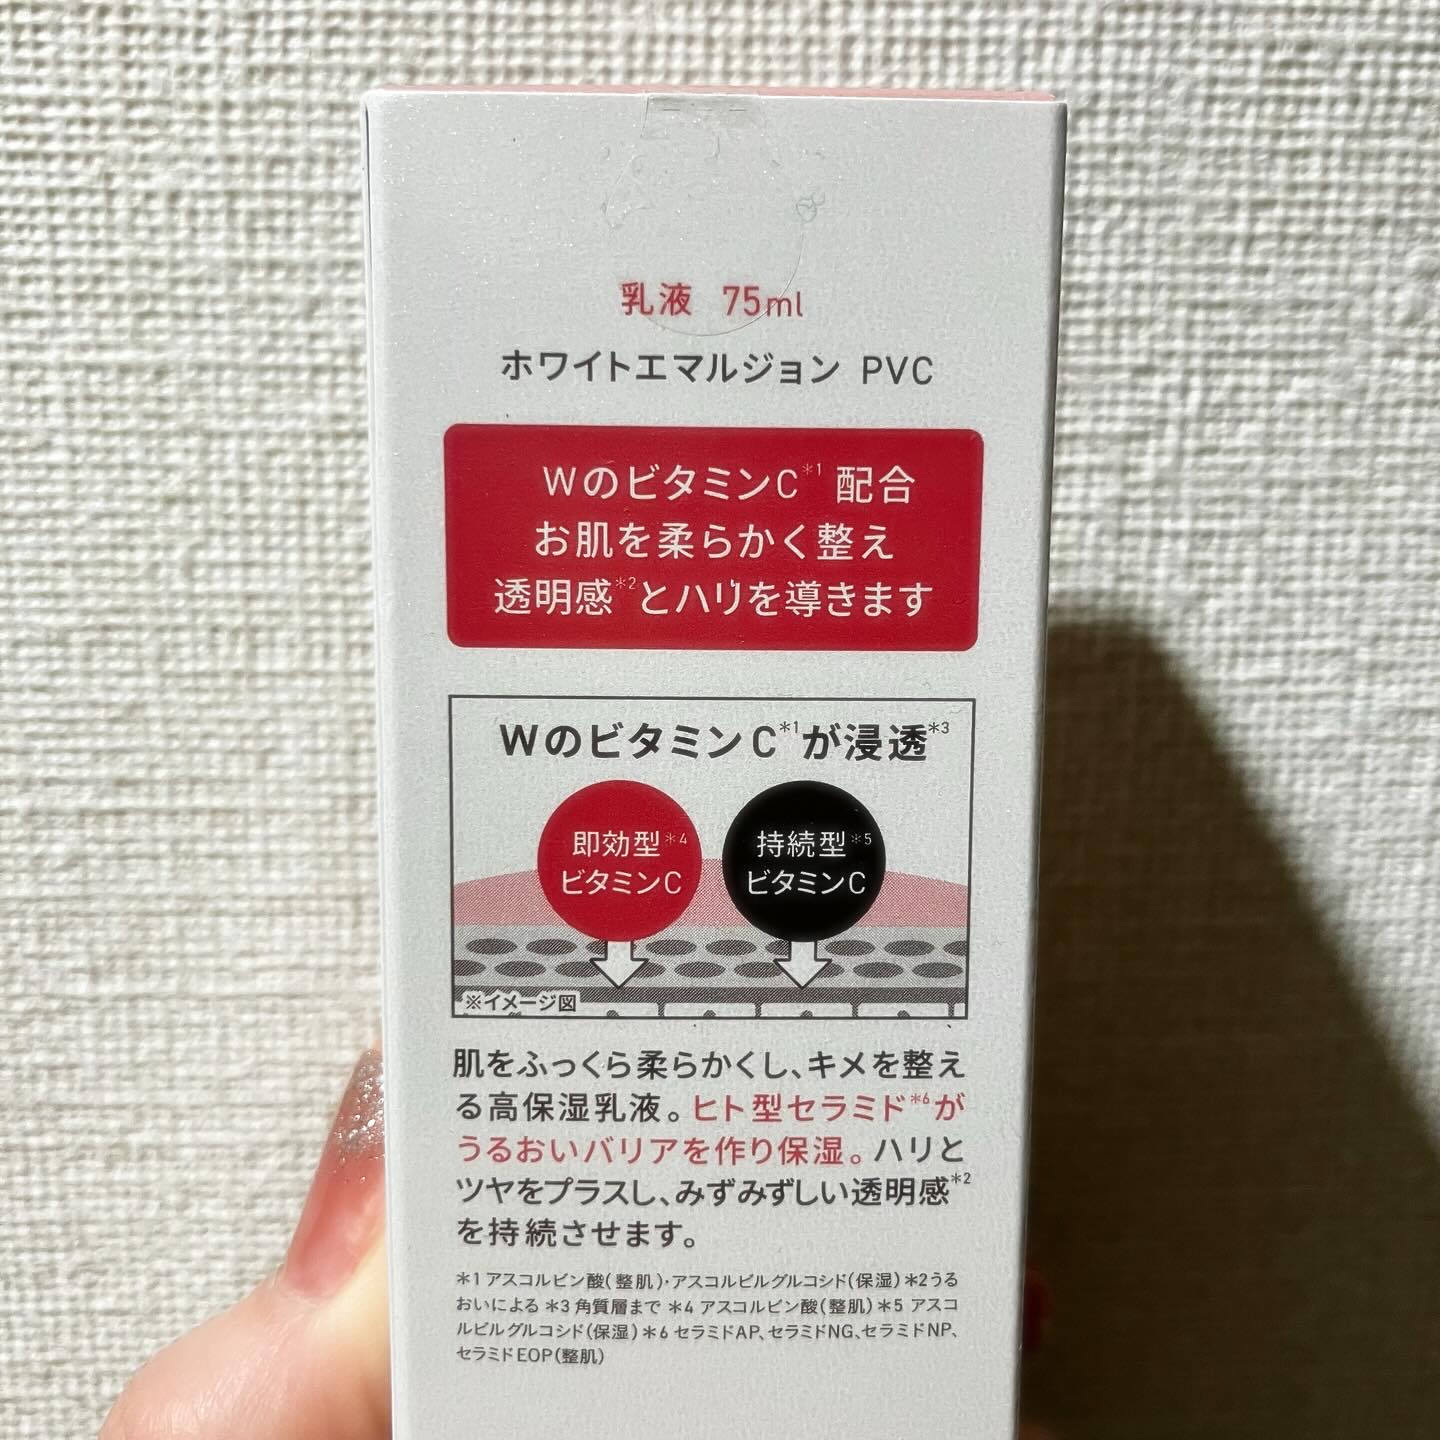 乳液 75ml
ホワイトエマルジョン PVC
WのビタミンC*1 配合
お肌を柔らかく整え
透明感*2とハリを導きます
WのビタミンC*1が浸透*3
即効型*4
ビタミンC
持続型*5
ビタミンC
※イメージ図
肌をふっくら柔らかくし、キメを整え
る高保湿乳液。ヒト型セラミド*6が
うるおいバリアを作り保湿。ハリと
ツヤをプラスし、みずみずしい透明感*2
を持続させます。
*1 アスコルビン酸(整肌)・アスコルビルグルコシド(保湿) *2うる
おいによる *3 角質層まで *4 アスコルビン酸(整肌) *5 アスコ
ルビルグルコシド(保湿) *6 セラミドAP、セラミドNG、セラミドNP、
セラミドEOP(整肌)